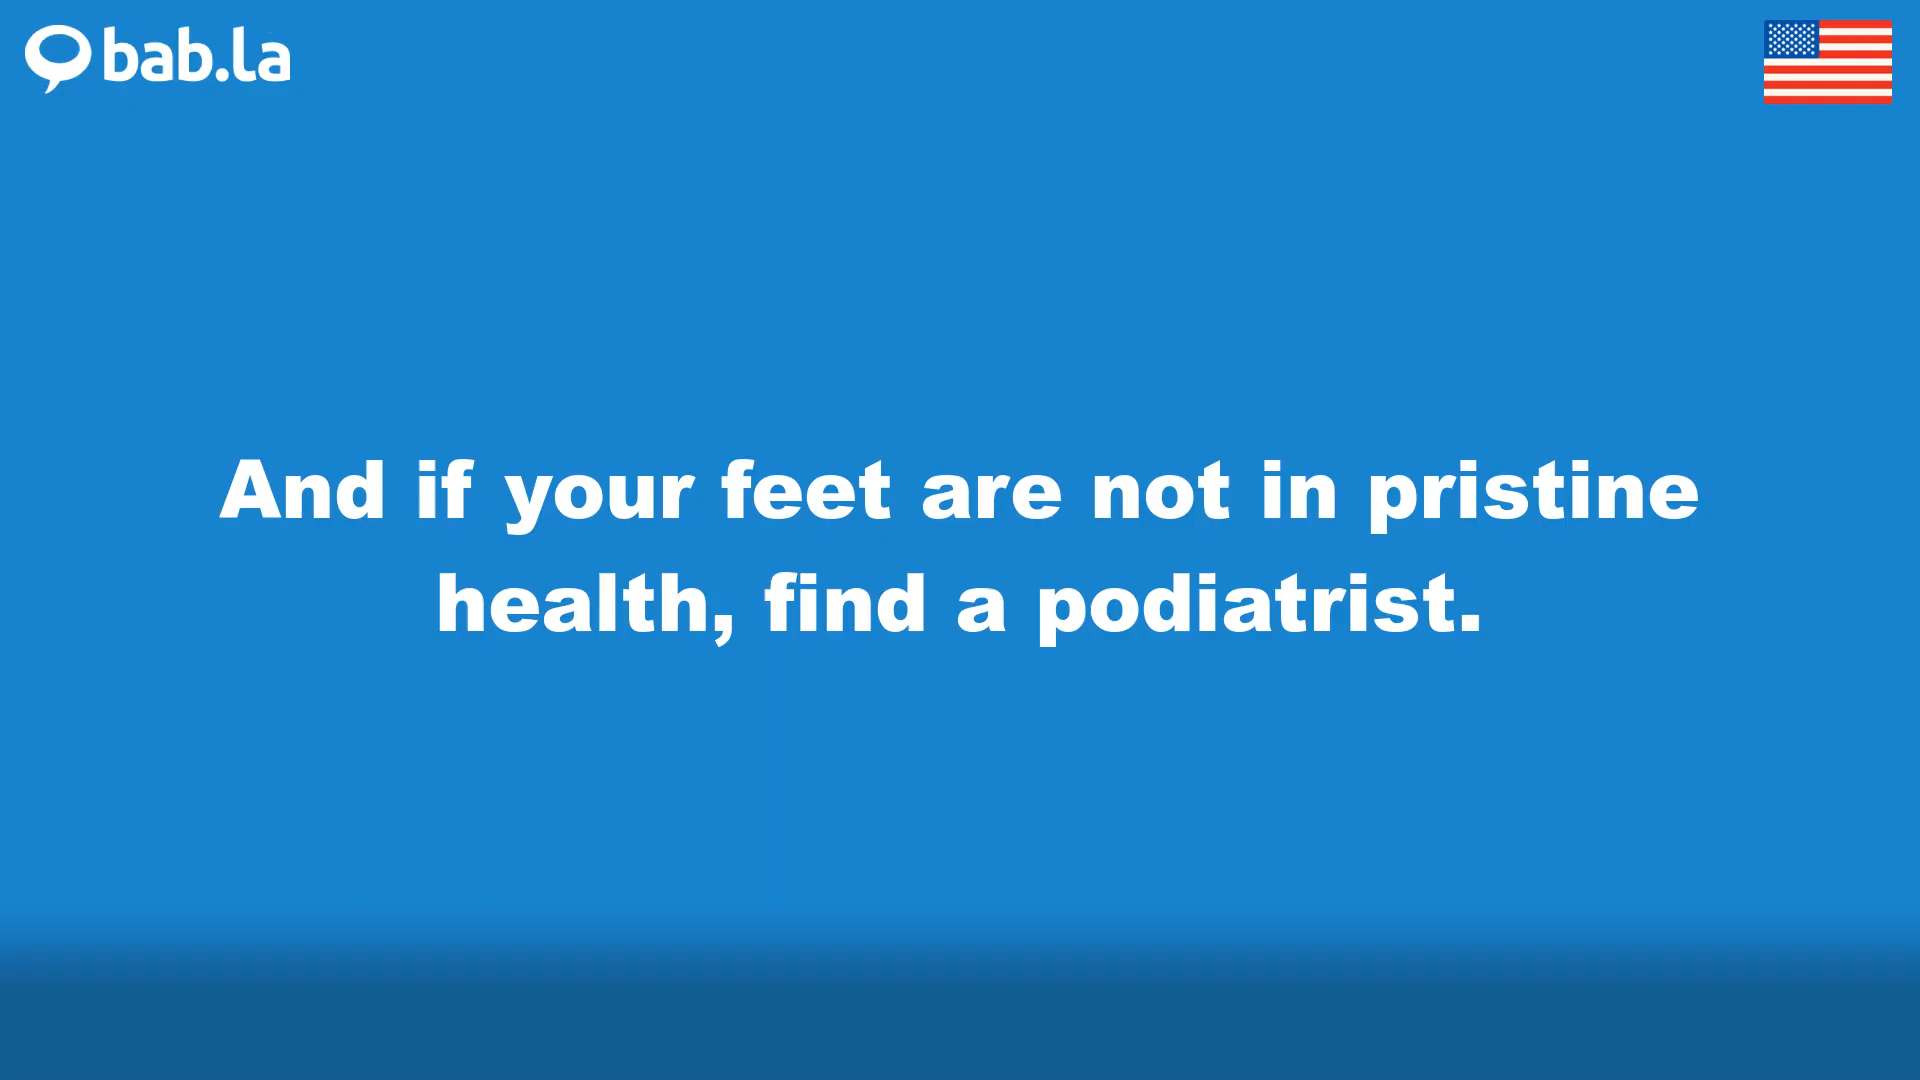 bab.la
And if your feet are not in pristine
health, find a podiatrist.